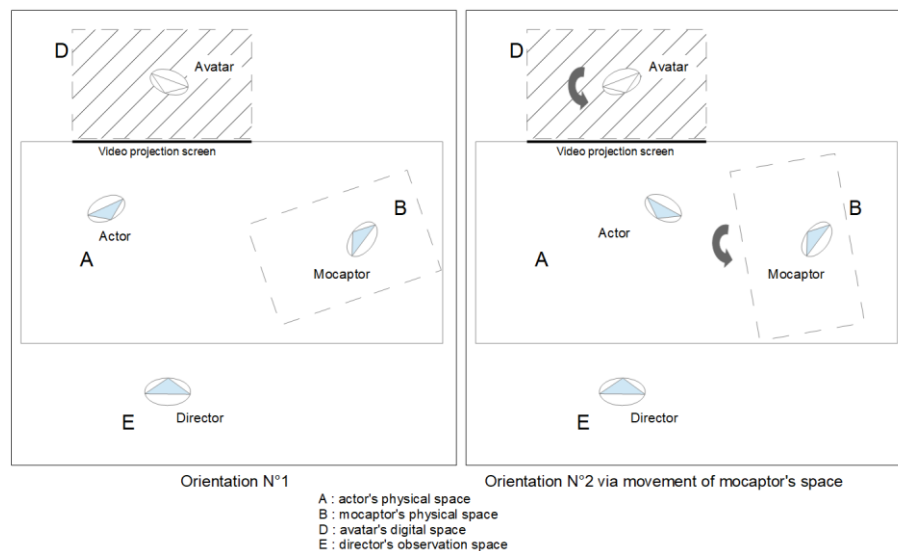 D
Avatar
Video projection screen
B
Actor
A
Mocaptor
E
Director
Orientation N°1
D
Avatar
Video projection screen
B
Actor
A
Mocaptor
E
Director
Orientation N°2 via movement of mocaptor's space
A : actor's physical space
B : mocaptor's physical space
D : avatar's digital space
E : director's observation space